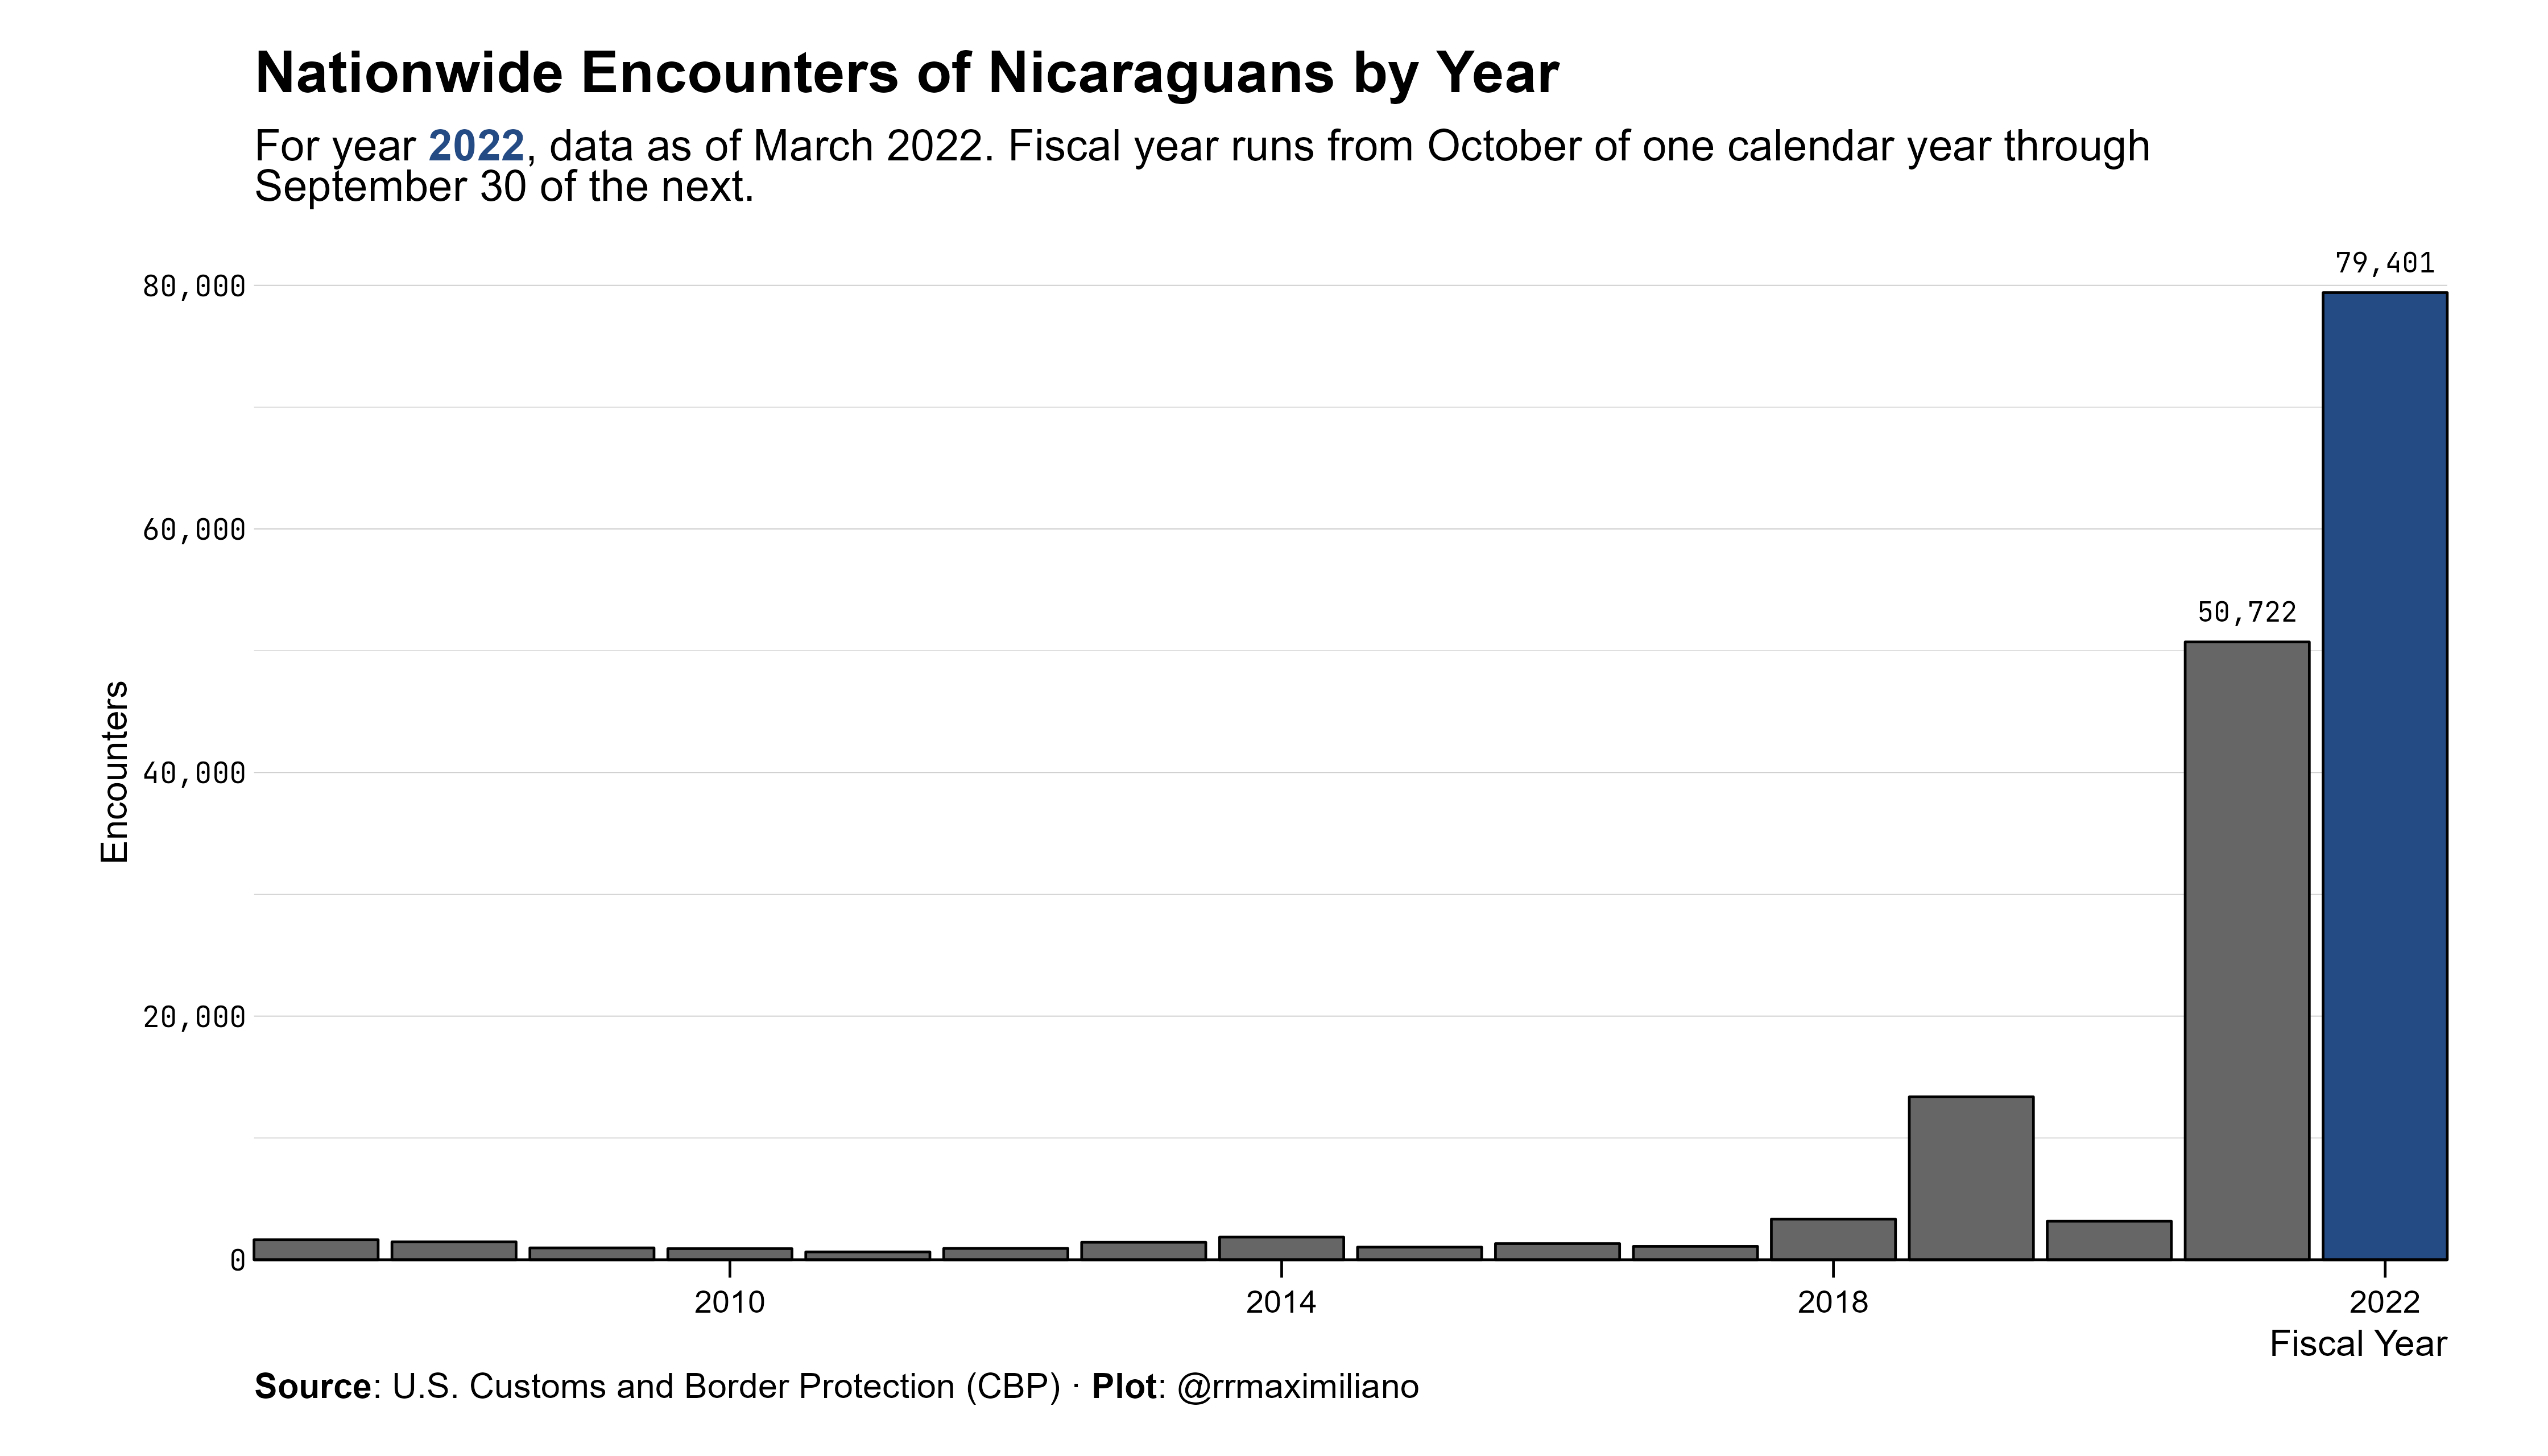 Nationwide Encounters of Nicaraguans by Year
For year 2022, data as of March 2022. Fiscal year runs from October of one calendar year through
September 30 of the next.
79,401
80,000
60,000
50,722
Encounters
40,000
20,000
0
2010
2014
2018
2022
Fiscal Year
Source: U.S. Customs and Border Protection (CBP) · Plot: @rrmaximiliano